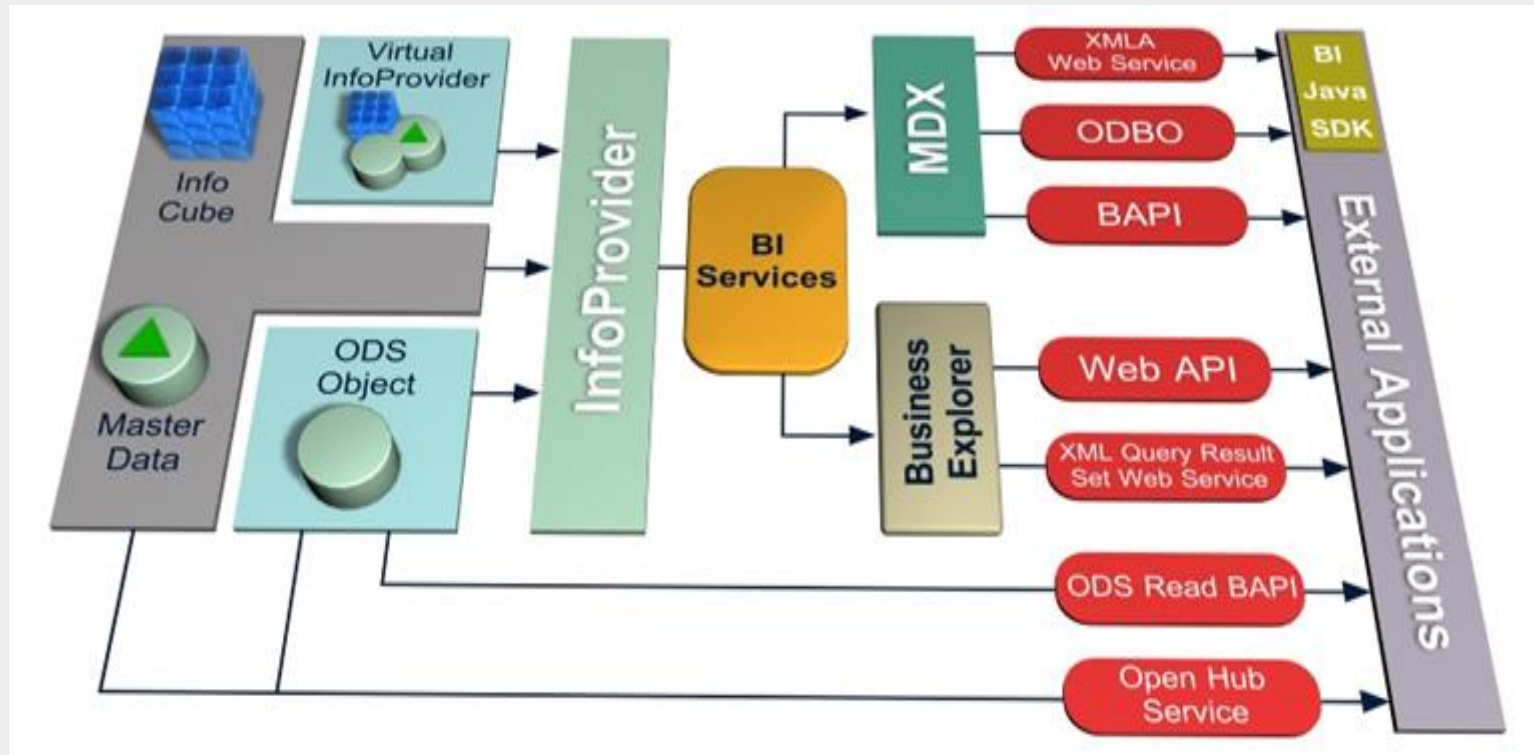 Info
Cube
Master
Data
Virtual
InfoProvider
ODS
Object
InfoProvider
BI
Services
MDX
Business
Explorer
XMLA
Web Service
ODBO
BAPI
Web API
XML Query Result
Set Web Service
ODS Read BAPI
Open Hub
Service
BI
Java
SDK
External Applications